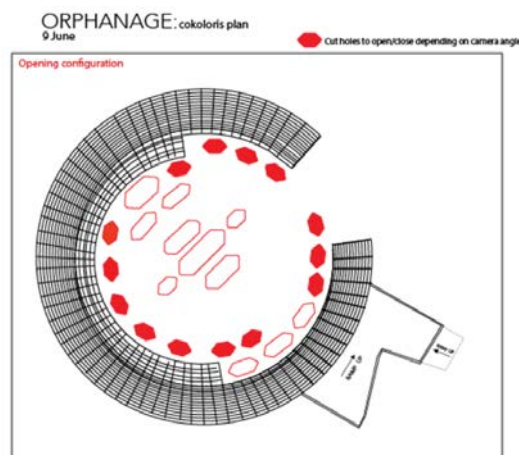 ORPHANAGE: cokoloris plan
9 June
Cut holes to open/close depending on camera angle
Opening configuration